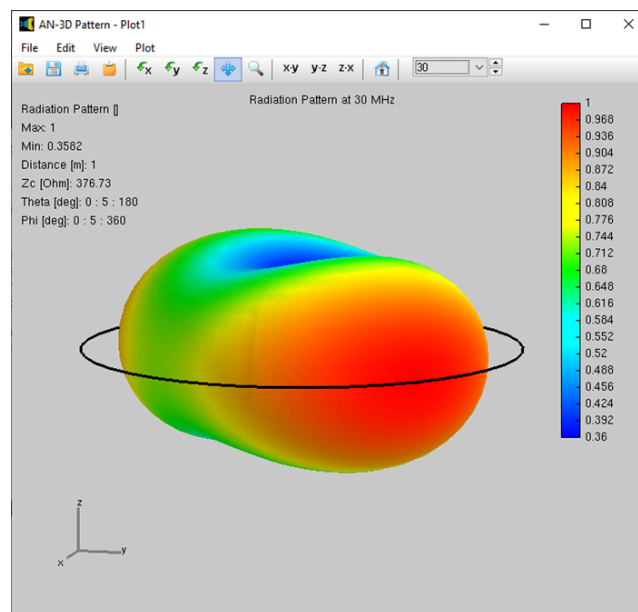 AN-3D Pattern - Plot1
File Edit View Plot
x y z x-y y-z z-x 30
Radiation Pattern at 30 MHz
Radiation Pattern []
Max: 1
Min: 0.3582
Distance [m]: 1
Zc [Ohm]: 376.73
Theta [deg]: 0 : 5 : 180
Phi [deg]: 0 : 5 : 360
1
0.968
0.936
0.904
0.872
0.84
0.808
0.776
0.744
0.712
0.68
0.648
0.616
0.584
0.552
0.52
0.488
0.456
0.424
0.392
0.36
z
x
y